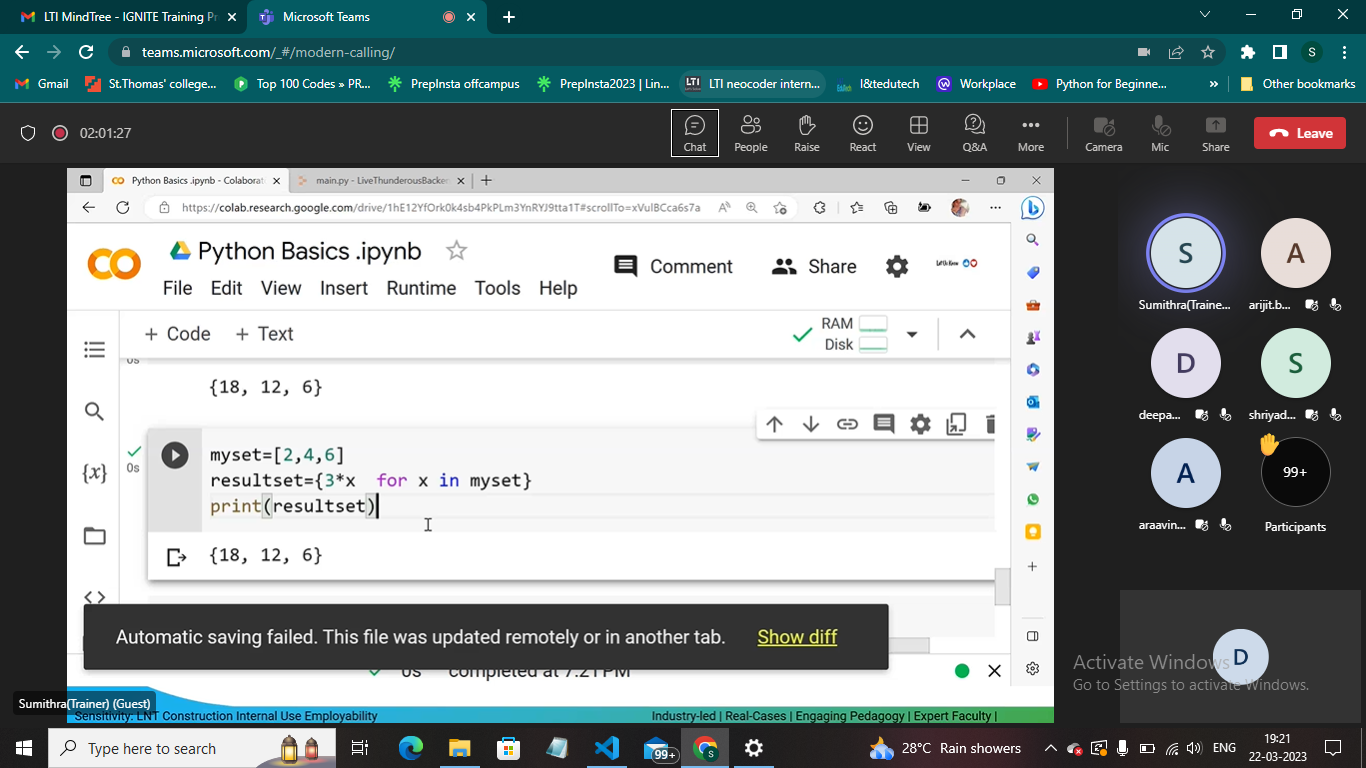 LTI MindTree - IGNITE Training Pr
Microsoft Teams
teams.microsoft.com/_#/modern-calling/
S
Gmail
St.Thomas' college...
Top 100 Codes » PR...
PrepInsta offcampus
PrepInsta2023 | Lin...
LTI neocoder intern...
l&tedutech
Workplace
Python for Beginne...
»
Other bookmarks
02:01:27
Chat
People
Raise
React
View
Q&A
More
Camera
Mic
Share
Leave
Python Basics .ipynb - Colaborat
main.py - LiveThunderousBacke
https://colab.research.google.com/drive/1hE12YfOrk0k4sb4PkPLm3YnRYJ9tta1T#scrollTo=xVulBCca6s7a
CO
Python Basics .ipynb
Comment
Share
File Edit View Insert Runtime Tools Help
+ Code + Text
RAM
Disk
0s
{18, 12, 6}
{x}
0s
myset=[2,4,6]
resultset={3*x  for x in myset}
print(resultset)
{18, 12, 6}
Automatic saving failed. This file was updated remotely or in another tab. Show diff
0s completed at 7:21 PM
Sumithra(Trainer) (Guest)
Sensitivity: LNT Construction Internal Use Employability
Industry-led | Real-Cases | Engaging Pedagogy | Expert Faculty |
S
Sumithra(Traine...
A
arijit.b...
D
deepa...
S
shriyad...
A
araavin...
99+
Participants
D
Activate Windows
Go to Settings to activate Windows.
Type here to search
99+
28°C Rain showers
ENG
19:21
22-03-2023